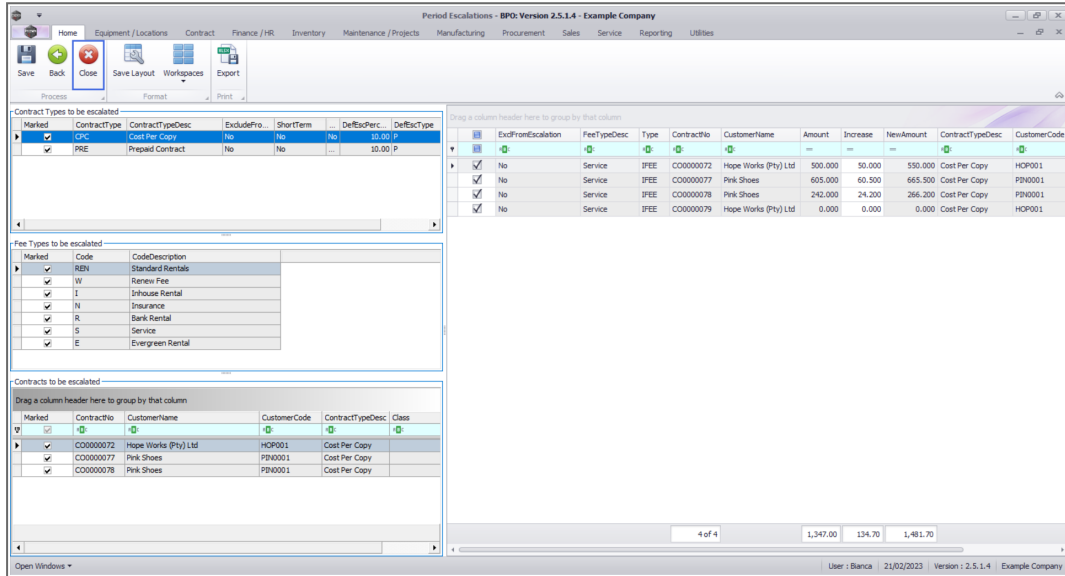 Period Escalations - BPO: Version 2.5.1.4 - Example Company
Home Equipment / Locations Contract Finance / HR Inventory Maintenance / Projects Manufacturing Procurement Sales Service Reporting Utilities
Save Back Close Save Layout Workspaces Export
Process Format Print
Contract Types to be escalated
Marked ContractType ContractTypeDesc ExcludeFro... ShortTerm ... DefEscPerc... DefEscType
CPC Cost Per Copy No No No 10.00 P
PRE Prepaid Contract No No ... 10.00 P
Fee Types to be escalated
Marked Code CodeDescription
REN Standard Rentals
W Renew Fee
I Inhouse Rental
N Insurance
R Bank Rental
S Service
E Evergreen Rental
Contracts to be escalated
Drag a column header here to group by that column
Marked ContractNo CustomerName CustomerCode ContractTypeDesc Class
CO0000072 Hope Works (Pty) Ltd HOP001 Cost Per Copy
CO0000077 Pink Shoes PIN0001 Cost Per Copy
CO0000078 Pink Shoes PIN0001 Cost Per Copy
Drag a column header here to group by that column
ExclFromEscalation FeeTypeDesc Type ContractNo CustomerName Amount Increase NewAmount ContractTypeDesc CustomerCode
= = =
No Service IFEE CO0000072 Hope Works (Pty) Ltd 500.000 50.000 550.000 Cost Per Copy HOP001
No Service IFEE CO0000077 Pink Shoes 605.000 60.500 665.500 Cost Per Copy PIN0001
No Service IFEE CO0000078 Pink Shoes 242.000 24.200 266.200 Cost Per Copy PIN0001
No Service IFEE CO0000079 Hope Works (Pty) Ltd 0.000 0.000 0.000 Cost Per Copy HOP001
4 of 4 1,347.00 134.70 1,481.70
Open Windows User : Bianca 21/02/2023 Version : 2.5.1.4 Example Company